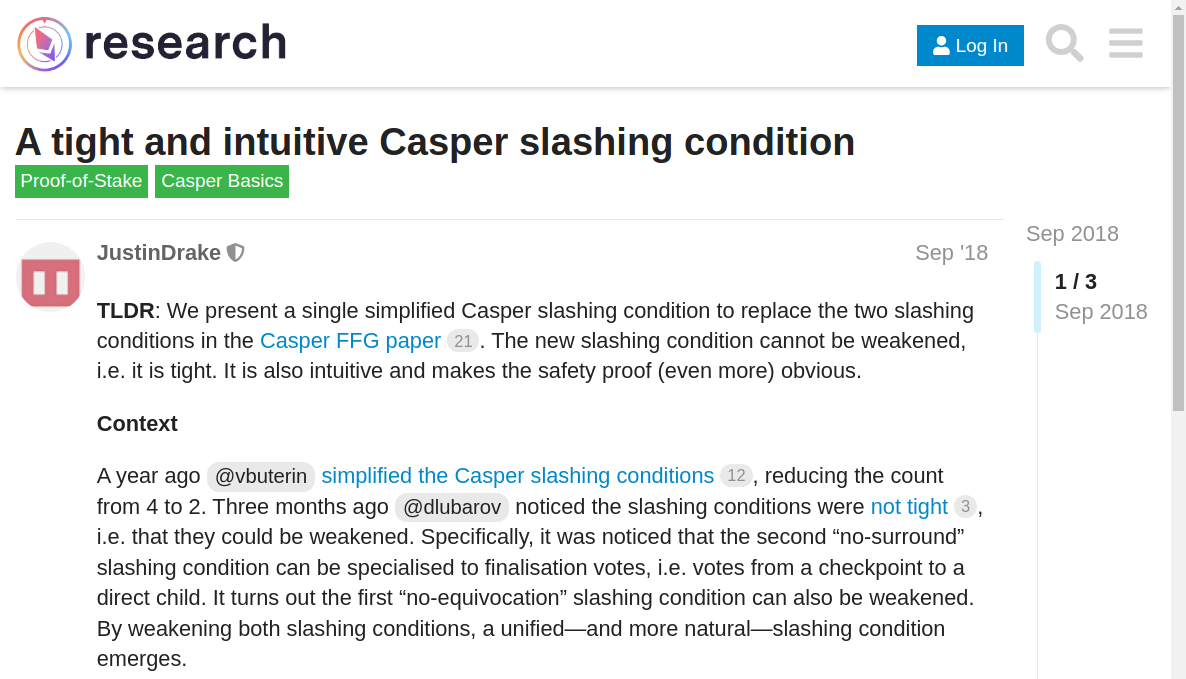 research
Log In
A tight and intuitive Casper slashing condition
Proof-of-Stake Casper Basics
JustinDrake Sep '18
Sep 2018
1 / 3
Sep 2018
TLDR: We present a single simplified Casper slashing condition to replace the two slashing
conditions in the Casper FFG paper 21. The new slashing condition cannot be weakened,
i.e. it is tight. It is also intuitive and makes the safety proof (even more) obvious.
Context
A year ago @vbuterin simplified the Casper slashing conditions 12, reducing the count
from 4 to 2. Three months ago @dlubarov noticed the slashing conditions were not tight 3,
i.e. that they could be weakened. Specifically, it was noticed that the second “no-surround”
slashing condition can be specialised to finalisation votes, i.e. votes from a checkpoint to a
direct child. It turns out the first “no-equivocation” slashing condition can also be weakened.
By weakening both slashing conditions, a unified—and more natural—slashing condition
emerges.